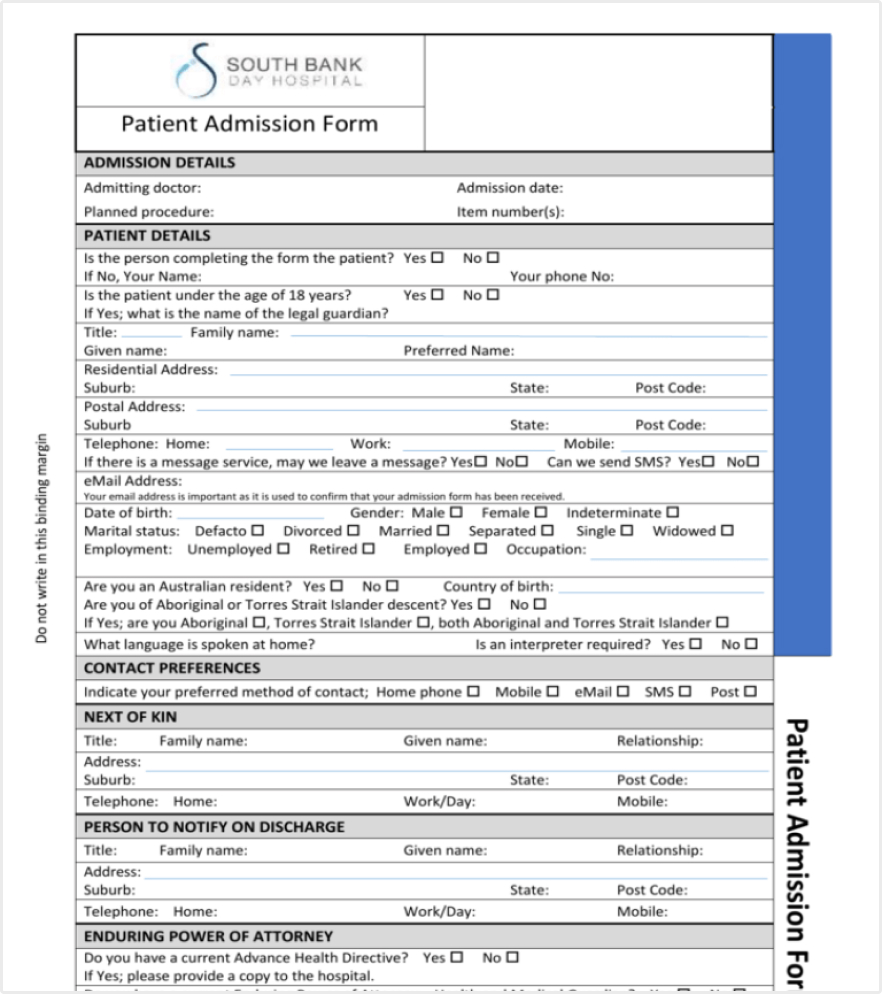 SOUTH BANK
DAY HOSPITAL
Patient Admission Form
ADMISSION DETAILS
Admitting doctor: Admission date:
Planned procedure: Item number(s):
PATIENT DETAILS
Is the person completing the form the patient? Yes ☐ No ☐
If No, Your Name: Your phone No:
Is the patient under the age of 18 years? Yes ☐ No ☐
If Yes; what is the name of the legal guardian?
Title: Family name:
Given name: Preferred Name:
Residential Address:
Suburb: State: Post Code:
Postal Address:
Suburb State: Post Code:
Telephone: Home: Work: Mobile:
If there is a message service, may we leave a message? Yes☐ No☐ Can we send SMS? Yes☐ No☐
eMail Address:
Your email address is important as it is used to confirm that your admission form has been received.
Date of birth: Gender: Male ☐ Female ☐ Indeterminate ☐
Marital status: Defacto ☐ Divorced ☐ Married ☐ Separated ☐ Single ☐ Widowed ☐
Employment: Unemployed ☐ Retired ☐ Employed ☐ Occupation:
Are you an Australian resident? Yes ☐ No ☐ Country of birth:
Are you of Aboriginal or Torres Strait Islander descent? Yes ☐ No ☐
If Yes; are you Aboriginal ☐, Torres Strait Islander ☐, both Aboriginal and Torres Strait Islander ☐
What language is spoken at home? Is an interpreter required? Yes ☐ No ☐
CONTACT PREFERENCES
Indicate your preferred method of contact; Home phone ☐ Mobile ☐ eMail ☐ SMS ☐ Post ☐
NEXT OF KIN
Title: Family name: Given name: Relationship:
Address:
Suburb: State: Post Code:
Telephone: Home: Work/Day: Mobile:
PERSON TO NOTIFY ON DISCHARGE
Title: Family name: Given name: Relationship:
Address:
Suburb: State: Post Code:
Telephone: Home: Work/Day: Mobile:
ENDURING POWER OF ATTORNEY
Do you have a current Advance Health Directive? Yes ☐ No ☐
If Yes; please provide a copy to the hospital.
Do not write in this binding margin
Patient Admission For